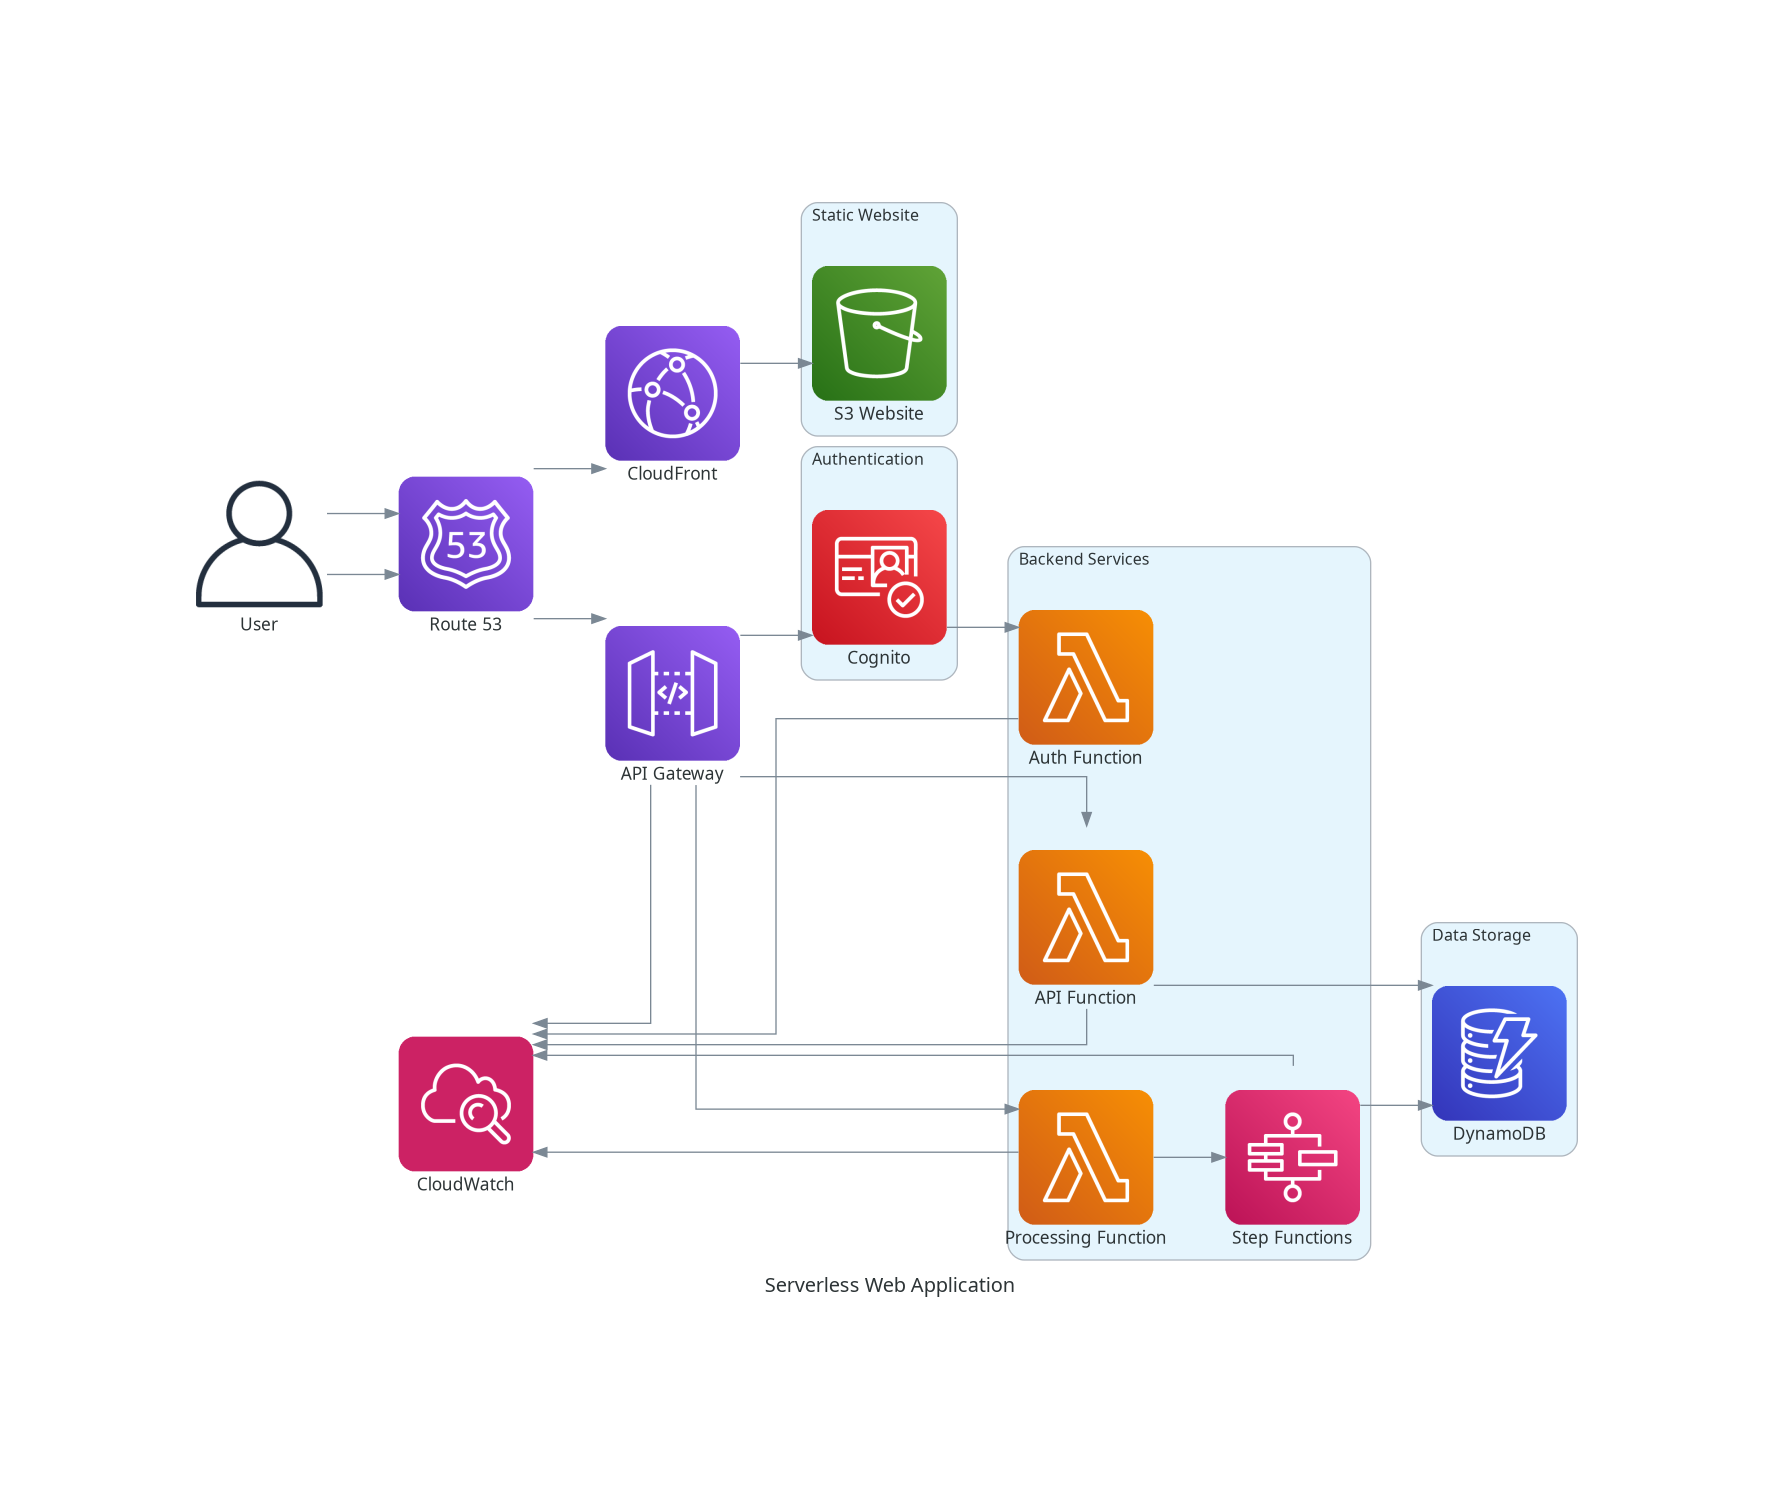 Static Website
S3 Website
CloudFront
Authentication
53
Cognito
User
Route 53
Backend Services
API Gateway
Auth Function
API Function
Data Storage
DynamoDB
CloudWatch
Processing Function
Step Functions
Serverless Web Application